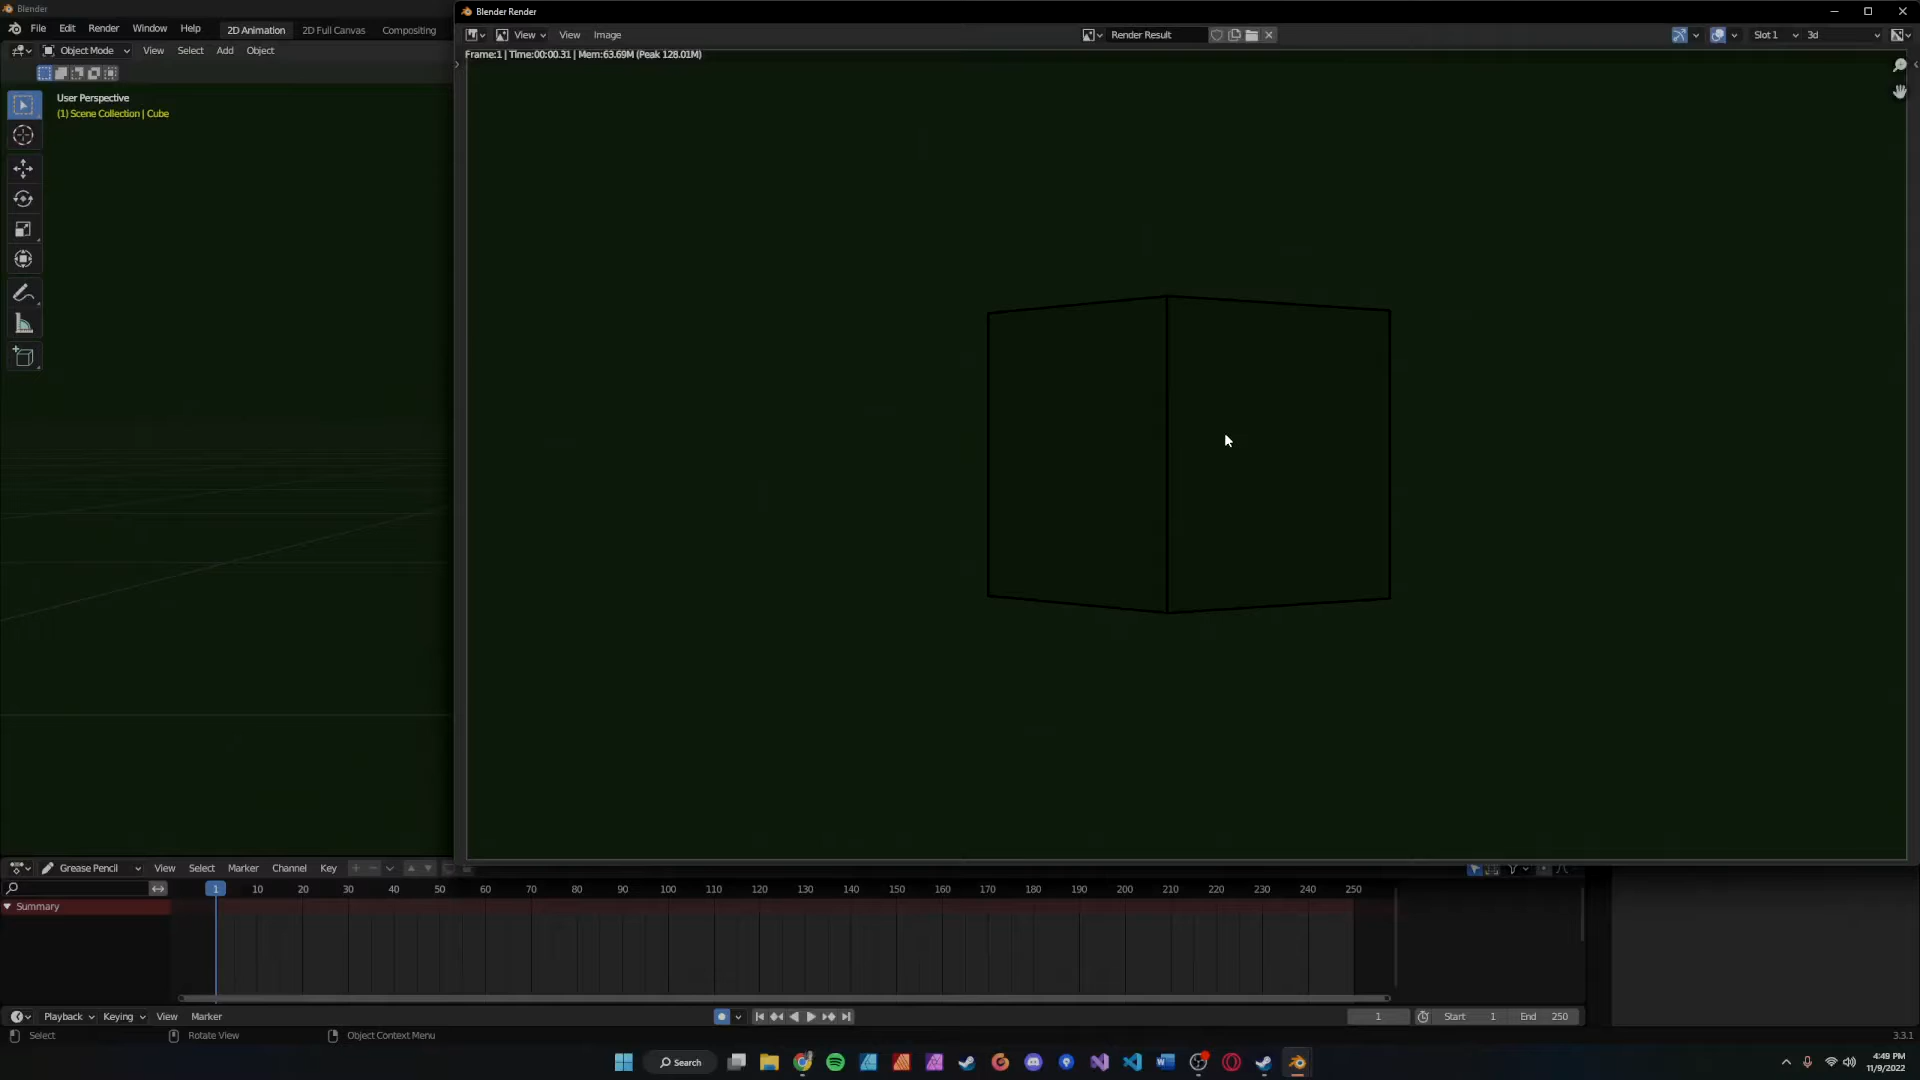 Blender
Blender Render
File Edit Render Window Help 2D Animation 2D Full Canvas Compositing
View View Image Render Result Slot 1 3d
Object Mode View Select Add Object
Frame:1 | Time:00:00.31 | Mem:63.69M (Peak 128.01M)
User Perspective
(1) Scene Collection | Cube
Grease Pencil View Select Marker Channel Key
1 10 20 30 40 50 60 70 80 90 100 110 120 130 140 150 160 170 180 190 200 210 220 230 240 250
Summary
Playback Keying View Marker 1 Start 1 End 250
Select Rotate View Object Context Menu 3.3.1
Search
4:49 PM
11/9/2022